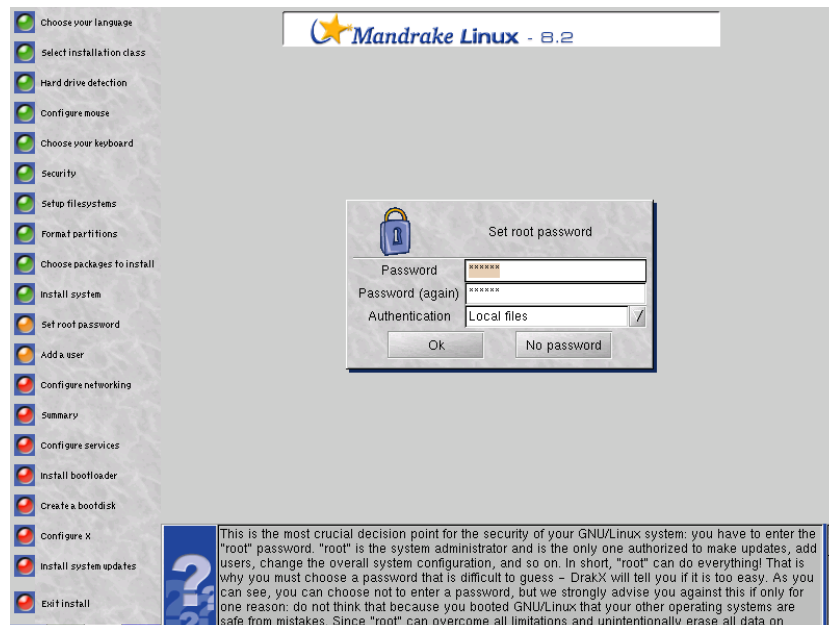 Choose your language
Select installation class
Hard drive detection
Configure mouse
Choose your keyboard
Security
Setup filesystems
Format partitions
Choose packages to install
Install system
Set root password
Add a user
Configure networking
Summary
Configure services
Install bootloader
Create a bootdisk
Configure X
Install system updates
Exit install
Mandrake Linux - 8.2
Set root password
Password ******
Password (again) ******
Authentication Local files
Ok No password
This is the most crucial decision point for the security of your GNU/Linux system: you have to enter the
"root" password. "root" is the system administrator and is the only one authorized to make updates, add
users, change the overall system configuration, and so on. In short, "root" can do everything! That is
why you must choose a password that is difficult to guess – DrakX will tell you if it is too easy. As you
can see, you can choose not to enter a password, but we strongly advise you against this if only for
one reason: do not think that because you booted GNU/Linux that your other operating systems are
safe from mistakes. Since "root" can overcome all limitations and unintentionally erase all data on